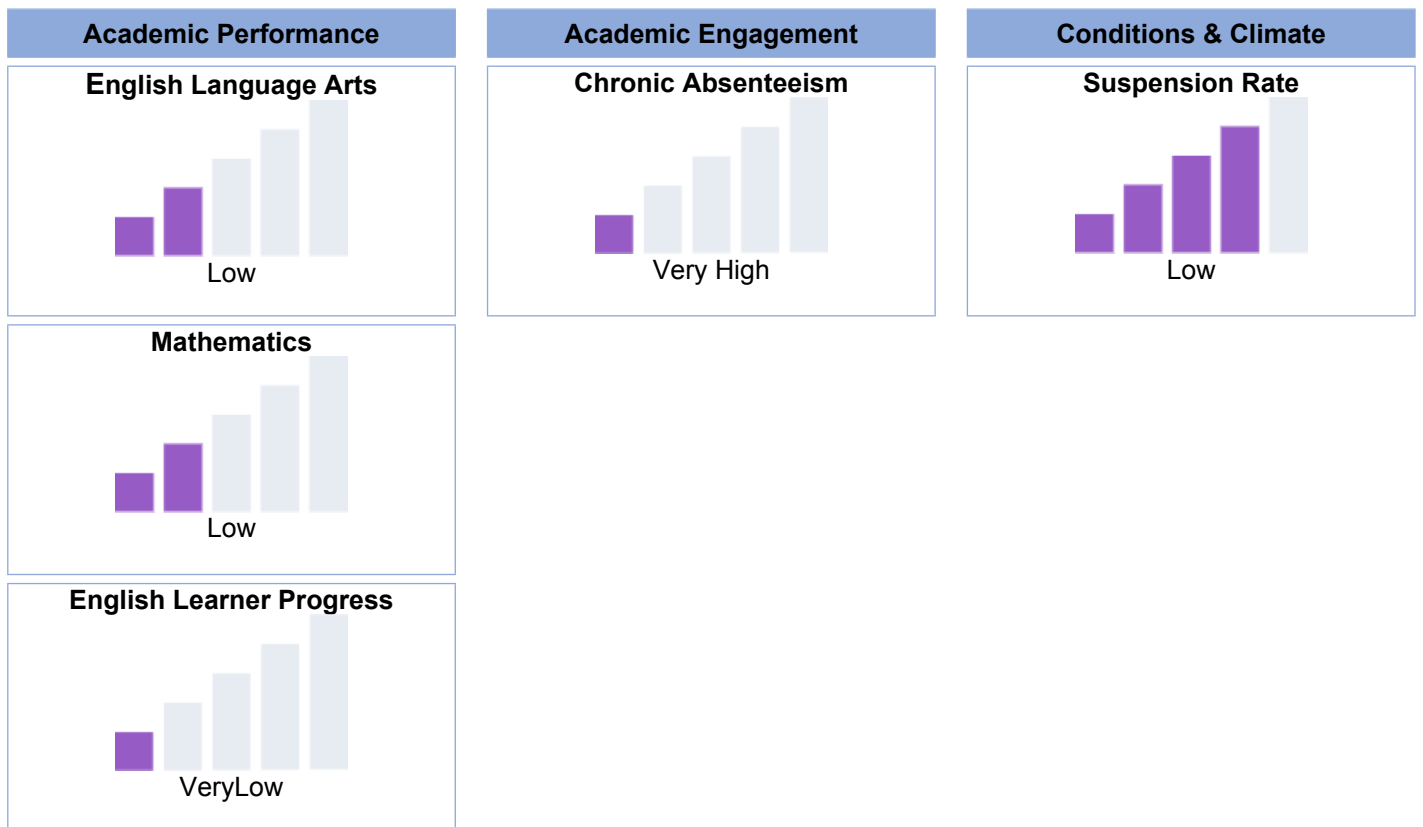 Academic Performance
Academic Engagement
Conditions & Climate
English Language Arts
Low
Chronic Absenteeism
Very High
Suspension Rate
Low
Mathematics
Low
English Learner Progress
VeryLow